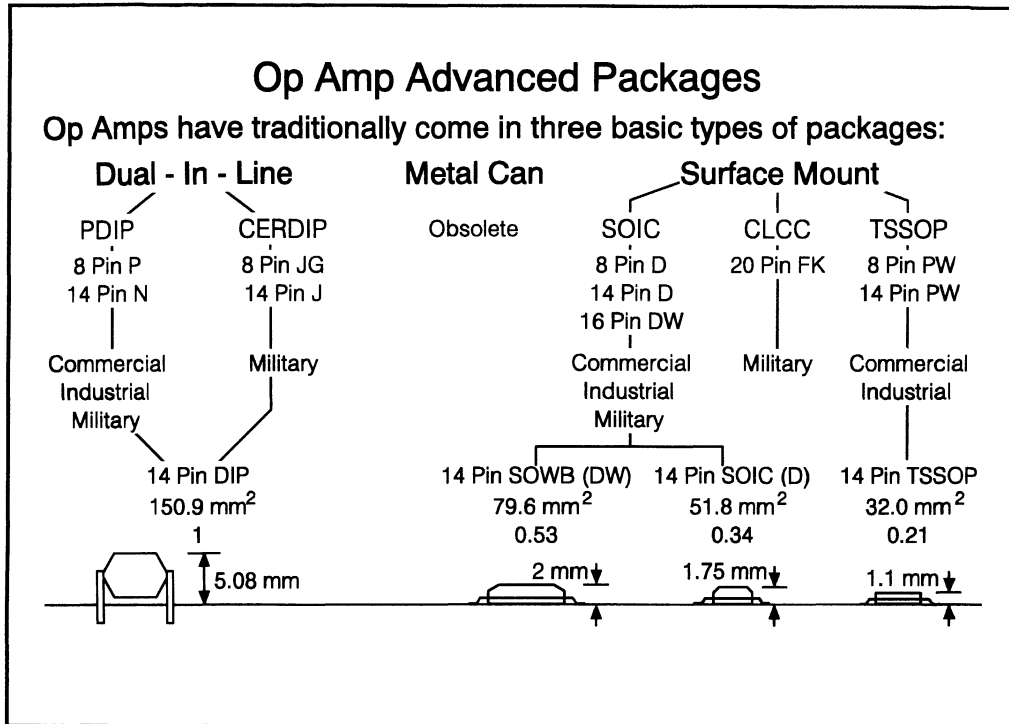 Op Amp Advanced Packages
Op Amps have traditionally come in three basic types of packages:
Dual - In - Line
Metal Can
Surface Mount
PDIP
CERDIP
Obsolete
SOIC
CLCC
TSSOP
8 Pin P
8 Pin JG
8 Pin D
20 Pin FK
8 Pin PW
14 Pin N
14 Pin J
14 Pin D
14 Pin PW
16 Pin DW
Commercial
Military
Commercial
Military
Commercial
Industrial
Industrial
Industrial
Military
Military
14 Pin DIP
14 Pin SOWB (DW)
14 Pin SOIC (D)
14 Pin TSSOP
150.9 mm²
79.6 mm²
51.8 mm²
32.0 mm²
1
0.53
0.34
0.21
5.08 mm
2 mm
1.75 mm
1.1 mm